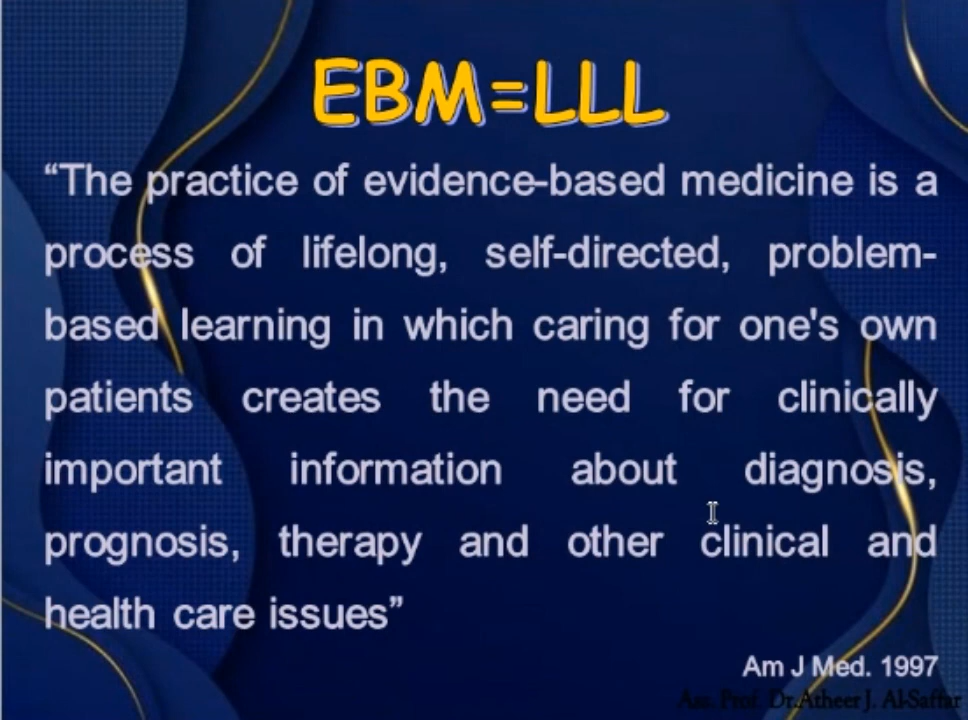 EBM=LLL
“The practice of evidence-based medicine is a
process of lifelong, self-directed, problem-
based learning in which caring for one's own
patients creates the need for clinically
important information about diagnosis,
prognosis, therapy and other clinical and
health care issues”
Am J Med. 1997
Ass. Prof. Dr.Atheer J. Al-Saffar